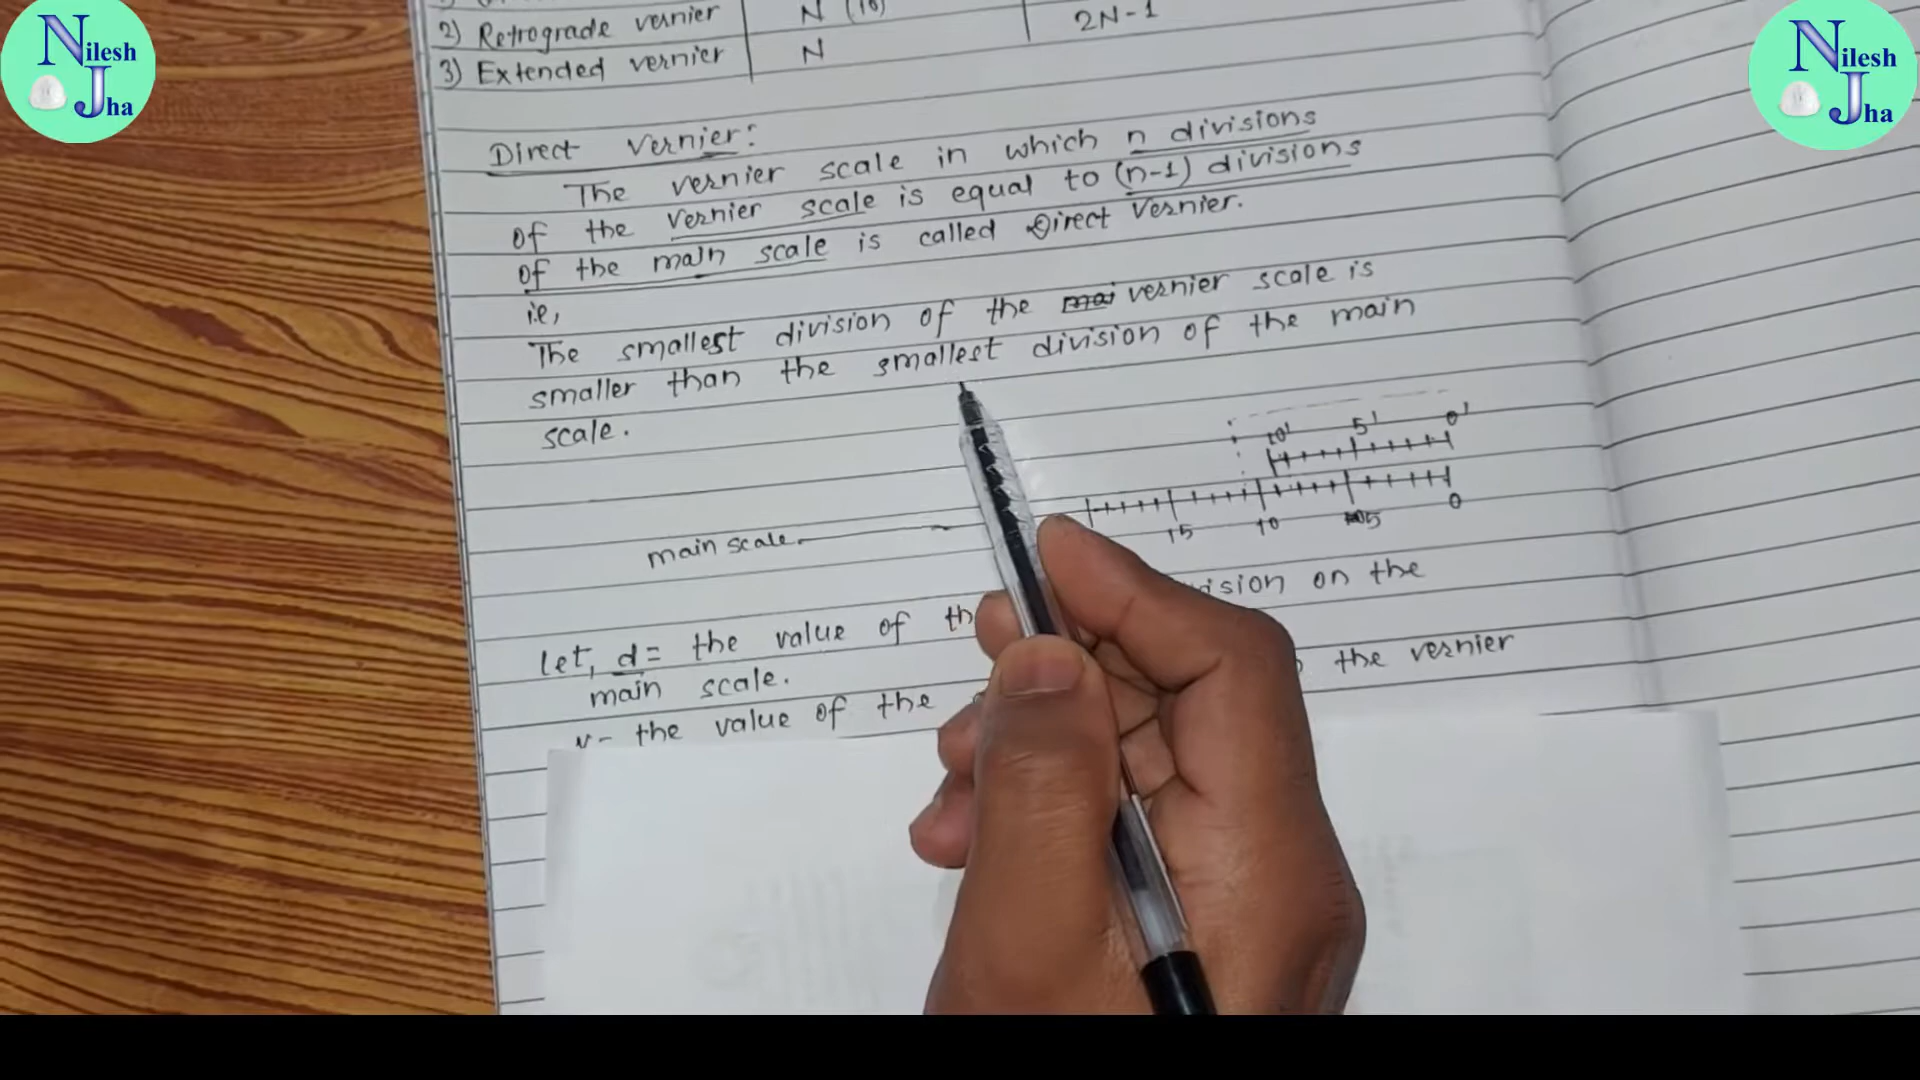 Nilesh
Jha
Nilesh
Jha
2) Retrograde vernier N (10)
3) Extended vernier N 2N-1
Direct Vernier:
The vernier scale in which n divisions
of the vernier scale is equal to (n-1) divisions
of the main scale is called Direct Vernier.
i.e,
The smallest division of the vernier scale is
smaller than the smallest division of the main
scale.
10' 5' 0'
15 10 5 0
main scale.
let, d= the value of th ision on the
main scale.
v- the value of the the vernier